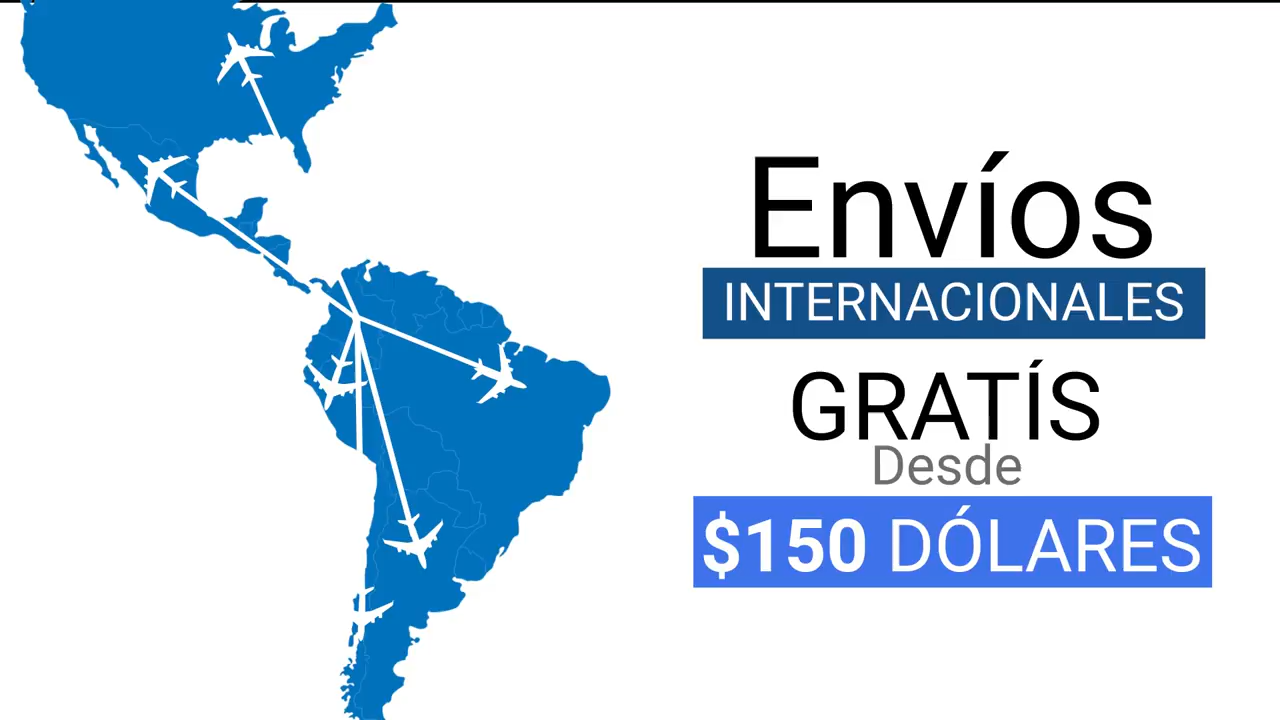 Envíos
INTERNACIONALES
GRATÍS
Desde
$150 DÓLARES